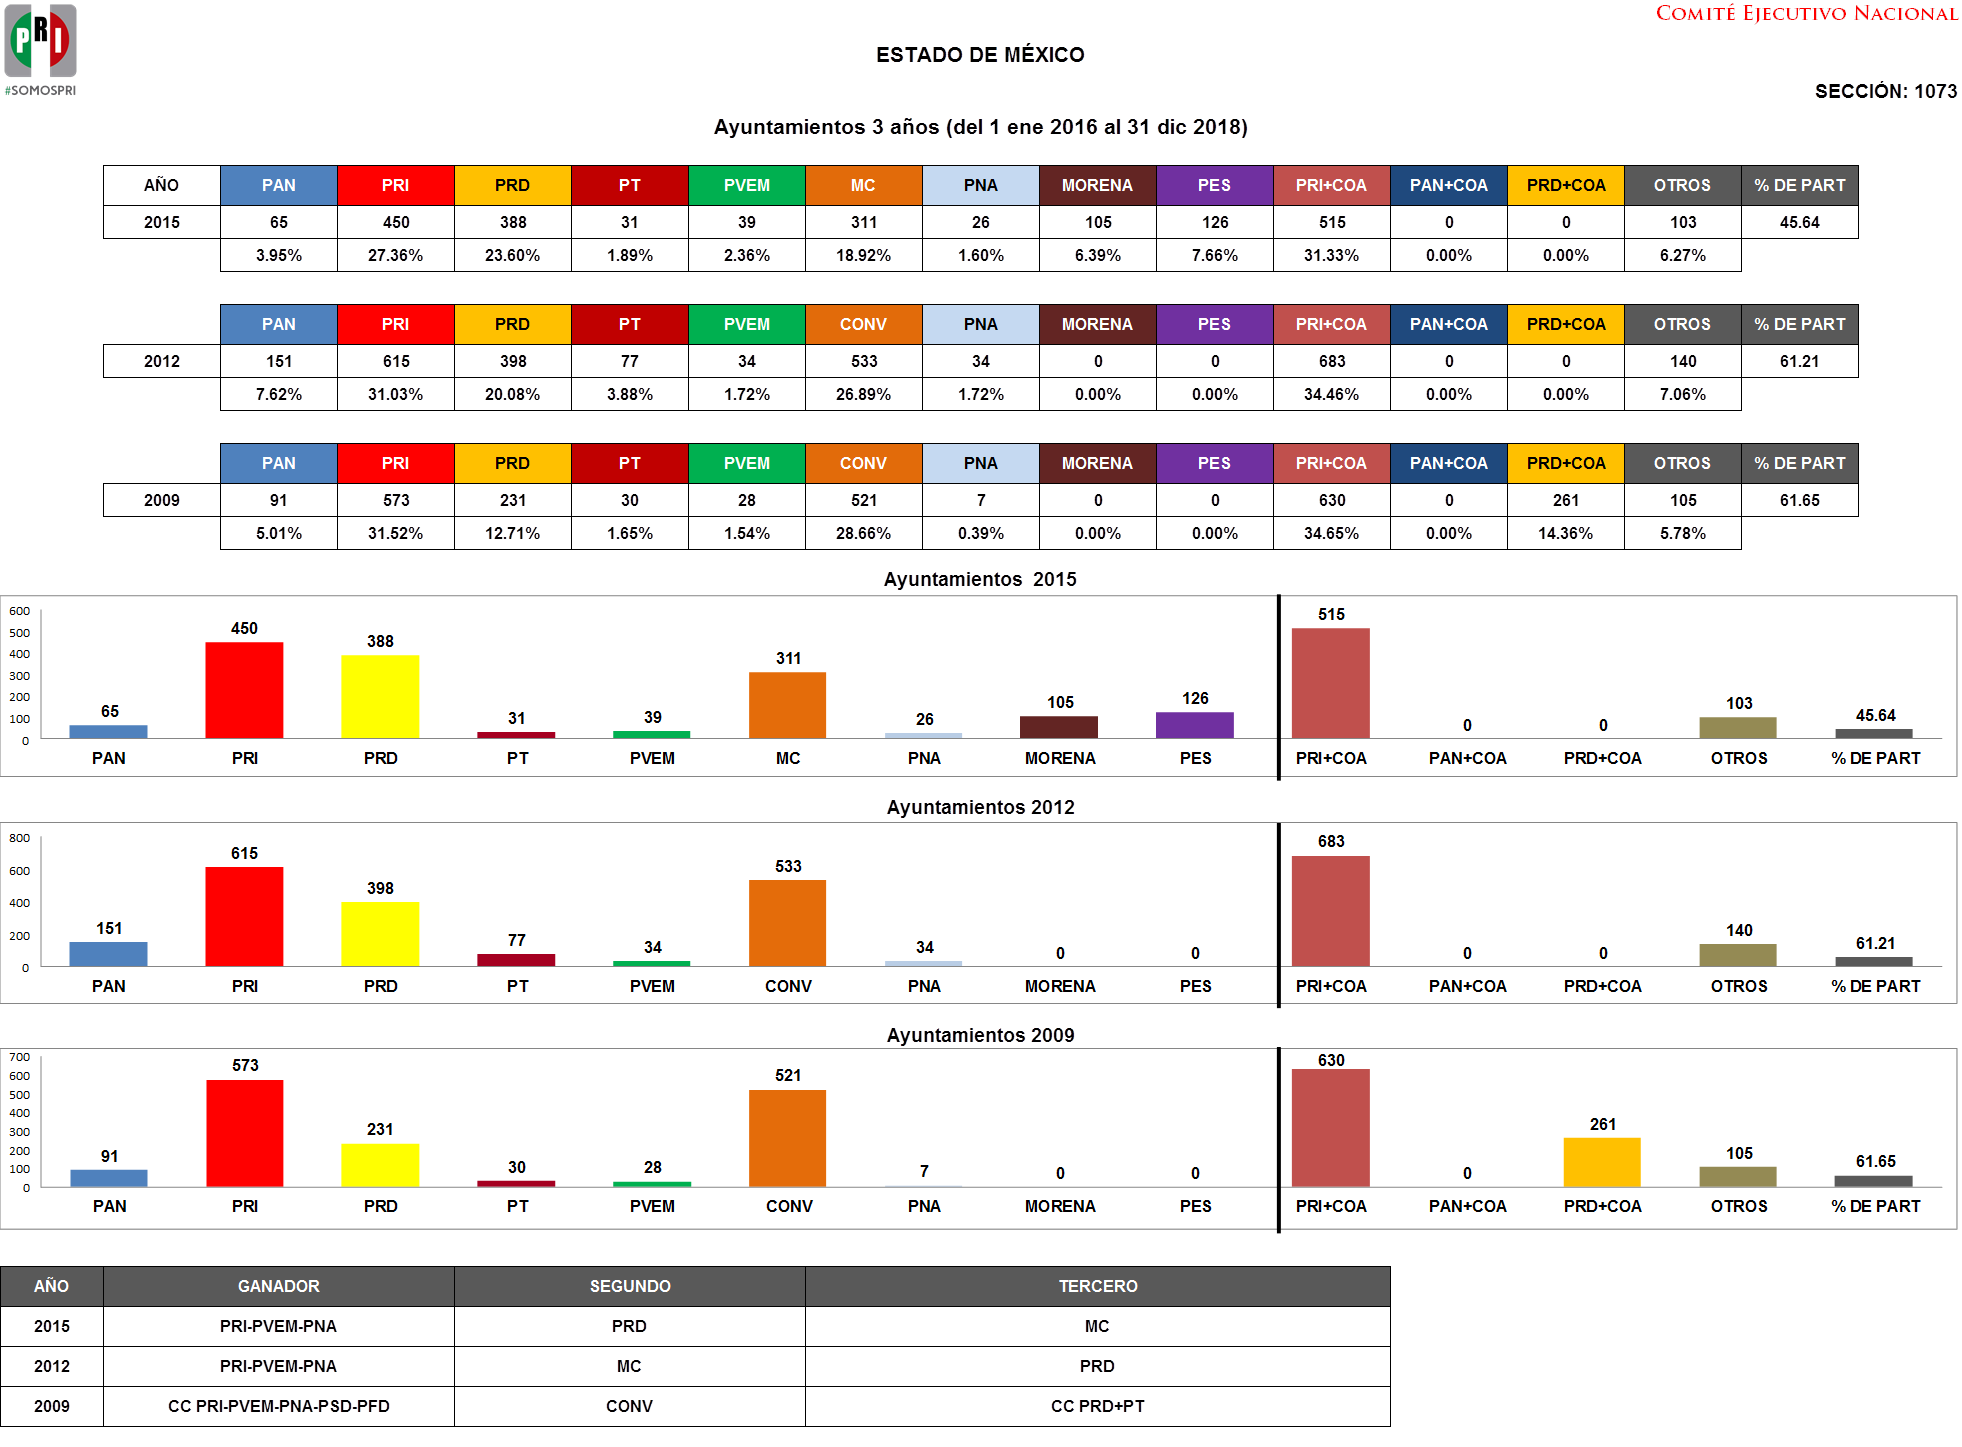 PRI
#SOMOSPRI
COMITÉ EJECUTIVO NACIONAL
ESTADO DE MÉXICO
SECCIÓN: 1073
Ayuntamientos 3 años (del 1 ene 2016 al 31 dic 2018)
AÑO PAN PRI PRD PT PVEM MC PNA MORENA PES PRI+COA PAN+COA PRD+COA OTROS % DE PART
2015 65 450 388 31 39 311 26 105 126 515 0 0 103 45.64
3.95% 27.36% 23.60% 1.89% 2.36% 18.92% 1.60% 6.39% 7.66% 31.33% 0.00% 0.00% 6.27%
PAN PRI PRD PT PVEM CONV PNA MORENA PES PRI+COA PAN+COA PRD+COA OTROS % DE PART
2012 151 615 398 77 34 533 34 0 0 683 0 0 140 61.21
7.62% 31.03% 20.08% 3.88% 1.72% 26.89% 1.72% 0.00% 0.00% 34.46% 0.00% 0.00% 7.06%
PAN PRI PRD PT PVEM CONV PNA MORENA PES PRI+COA PAN+COA PRD+COA OTROS % DE PART
2009 91 573 231 30 28 521 7 0 0 630 0 261 105 61.65
5.01% 31.52% 12.71% 1.65% 1.54% 28.66% 0.39% 0.00% 0.00% 34.65% 0.00% 14.36% 5.78%
Ayuntamientos 2015
600
500
400
300
200
100
0
65 450 388 31 39 311 26 105 126 515 0 0 103 45.64
PAN PRI PRD PT PVEM MC PNA MORENA PES PRI+COA PAN+COA PRD+COA OTROS % DE PART
Ayuntamientos 2012
800
600
400
200
0
151 615 398 77 34 533 34 0 0 683 0 0 140 61.21
PAN PRI PRD PT PVEM CONV PNA MORENA PES PRI+COA PAN+COA PRD+COA OTROS % DE PART
Ayuntamientos 2009
700
600
500
400
300
200
100
0
91 573 231 30 28 521 7 0 0 630 0 261 105 61.65
PAN PRI PRD PT PVEM CONV PNA MORENA PES PRI+COA PAN+COA PRD+COA OTROS % DE PART
AÑO GANADOR SEGUNDO TERCERO
2015 PRI-PVEM-PNA PRD MC
2012 PRI-PVEM-PNA MC PRD
2009 CC PRI-PVEM-PNA-PSD-PFD CONV CC PRD+PT